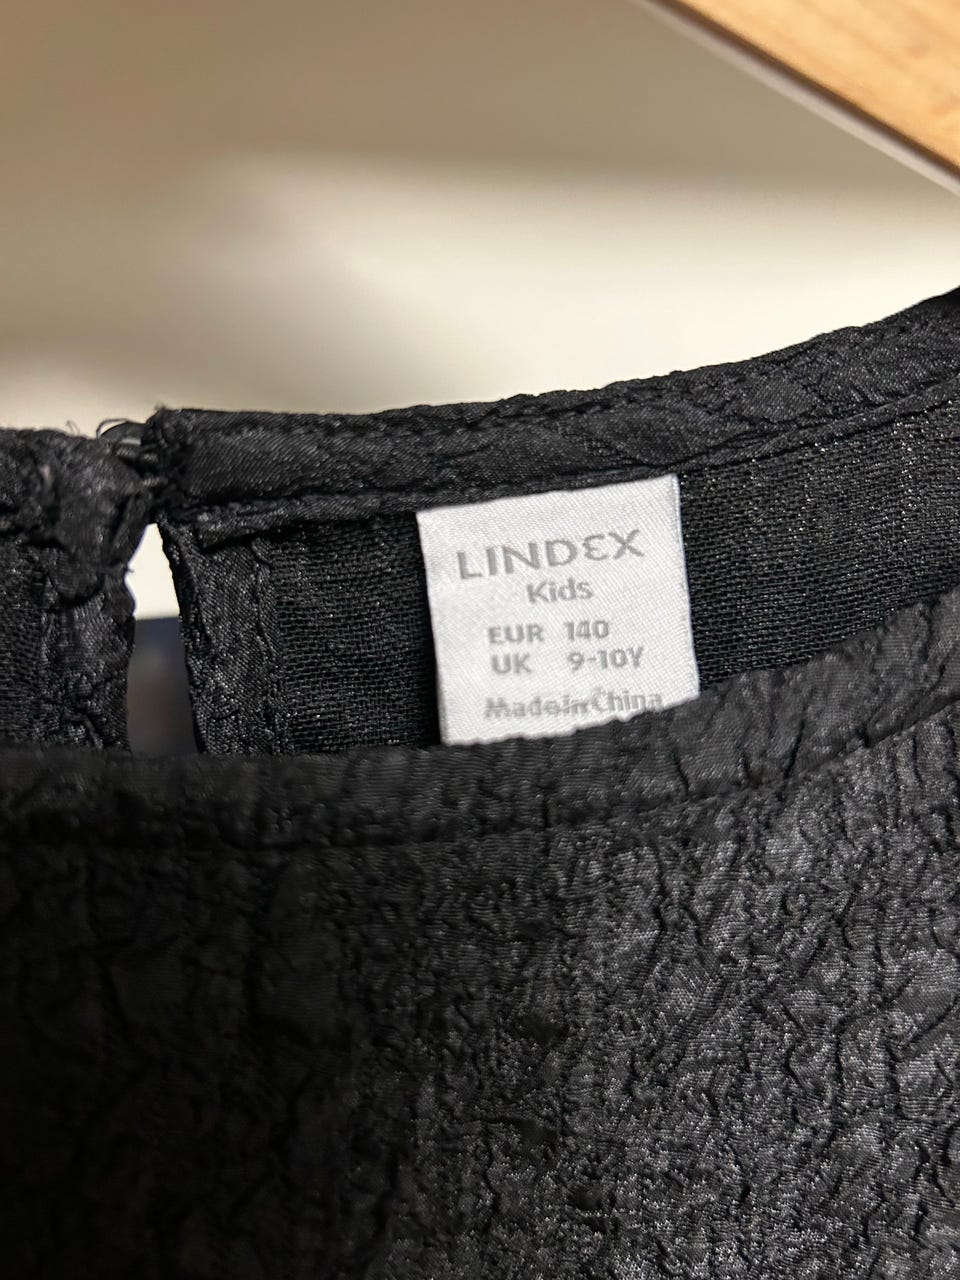 LINDEX
Kids
EUR 140
UK 9-10Y
Made in China